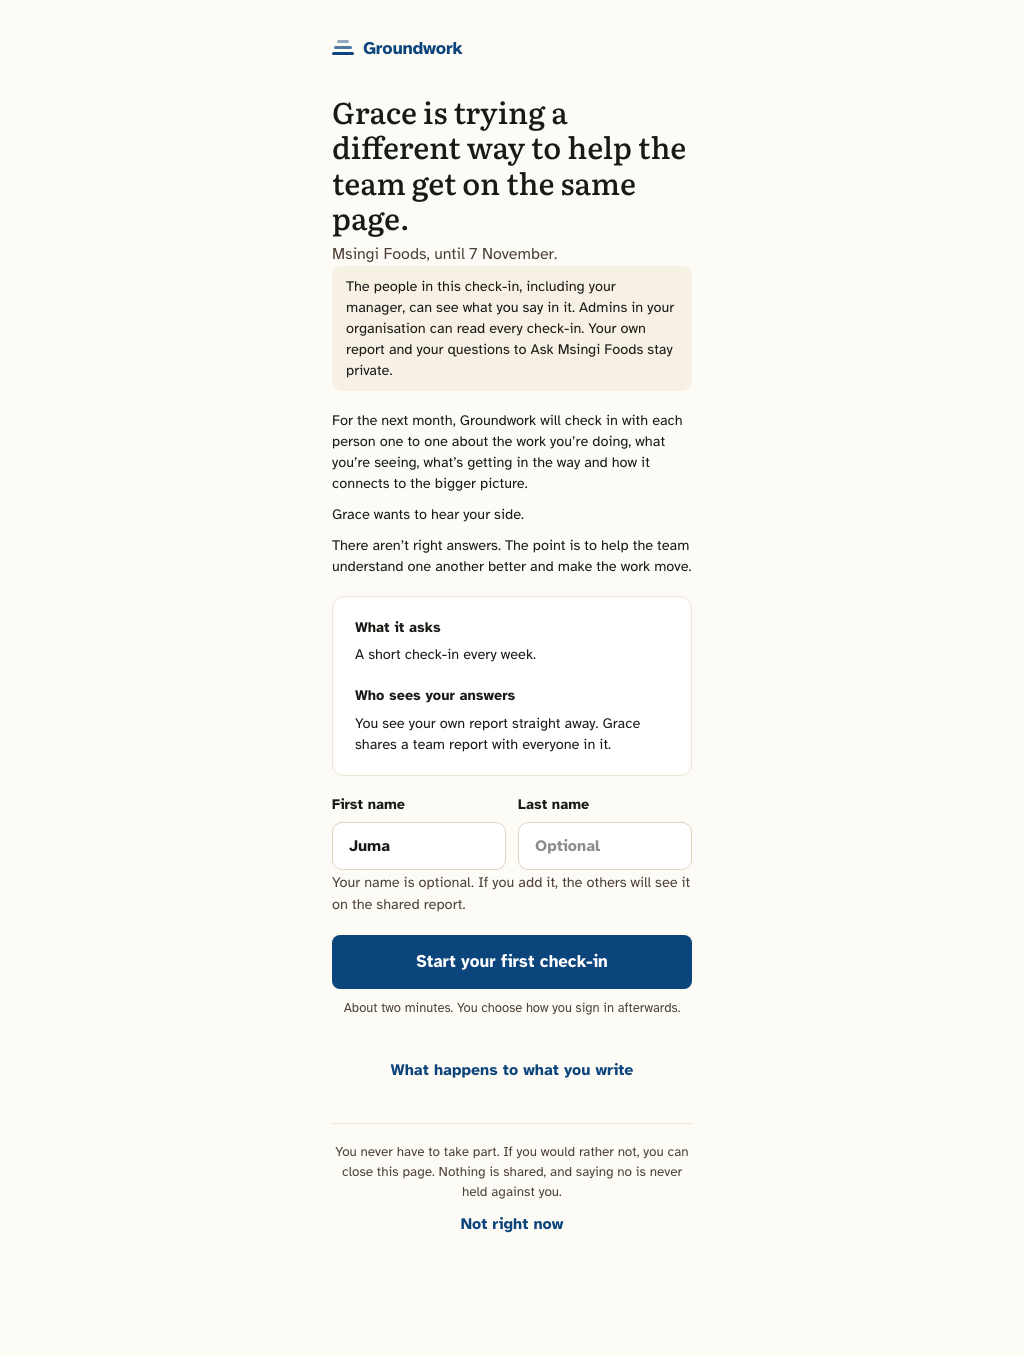 Groundwork
Grace is trying a
different way to help the
team get on the same
page.
Msingi Foods, until 7 November.
The people in this check-in, including your
manager, can see what you say in it. Admins in your
organisation can read every check-in. Your own
report and your questions to Ask Msingi Foods stay
private.
For the next month, Groundwork will check in with each
person one to one about the work you’re doing, what
you’re seeing, what’s getting in the way and how it
connects to the bigger picture.
Grace wants to hear your side.
There aren’t right answers. The point is to help the team
understand one another better and make the work move.
What it asks
A short check-in every week.
Who sees your answers
You see your own report straight away. Grace
shares a team report with everyone in it.
First name
Last name
Juma
Optional
Your name is optional. If you add it, the others will see it
on the shared report.
Start your first check-in
About two minutes. You choose how you sign in afterwards.
What happens to what you write
You never have to take part. If you would rather not, you can
close this page. Nothing is shared, and saying no is never
held against you.
Not right now